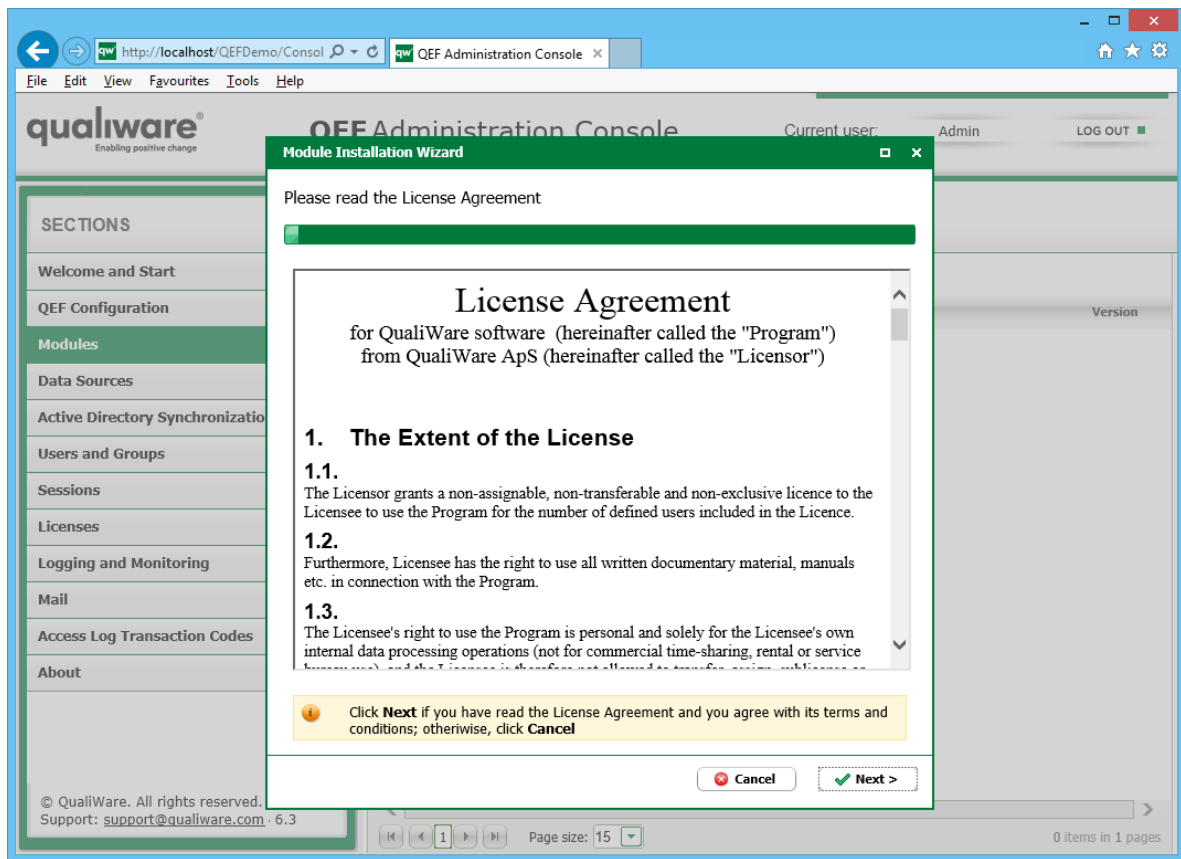 http://localhost/QEFDemo/Consol
QEF Administration Console
File Edit View Favourites Tools Help
qualiware®
Enabling positive change
QEF Administration Console
Current user:
Admin
LOG OUT
Module Installation Wizard
Please read the License Agreement
SECTIONS
Welcome and Start
QEF Configuration
Modules
Data Sources
Active Directory Synchronizatio
Users and Groups
Sessions
Licenses
Logging and Monitoring
Mail
Access Log Transaction Codes
About
Version
License Agreement
for QualiWare software (hereinafter called the "Program")
from QualiWare ApS (hereinafter called the "Licensor")
1. The Extent of the License
1.1.
The Licensor grants a non-assignable, non-transferable and non-exclusive licence to the
Licensee to use the Program for the number of defined users included in the Licence.
1.2.
Furthermore, Licensee has the right to use all written documentary material, manuals
etc. in connection with the Program.
1.3.
The Licensee's right to use the Program is personal and solely for the Licensee's own
internal data processing operations (not for commercial time-sharing, rental or service
Click Next if you have read the License Agreement and you agree with its terms and
conditions; otheriwise, click Cancel
Cancel
Next >
© QualiWare. All rights reserved.
Support: support@qualiware.com · 6.3
1
Page size: 15
0 items in 1 pages